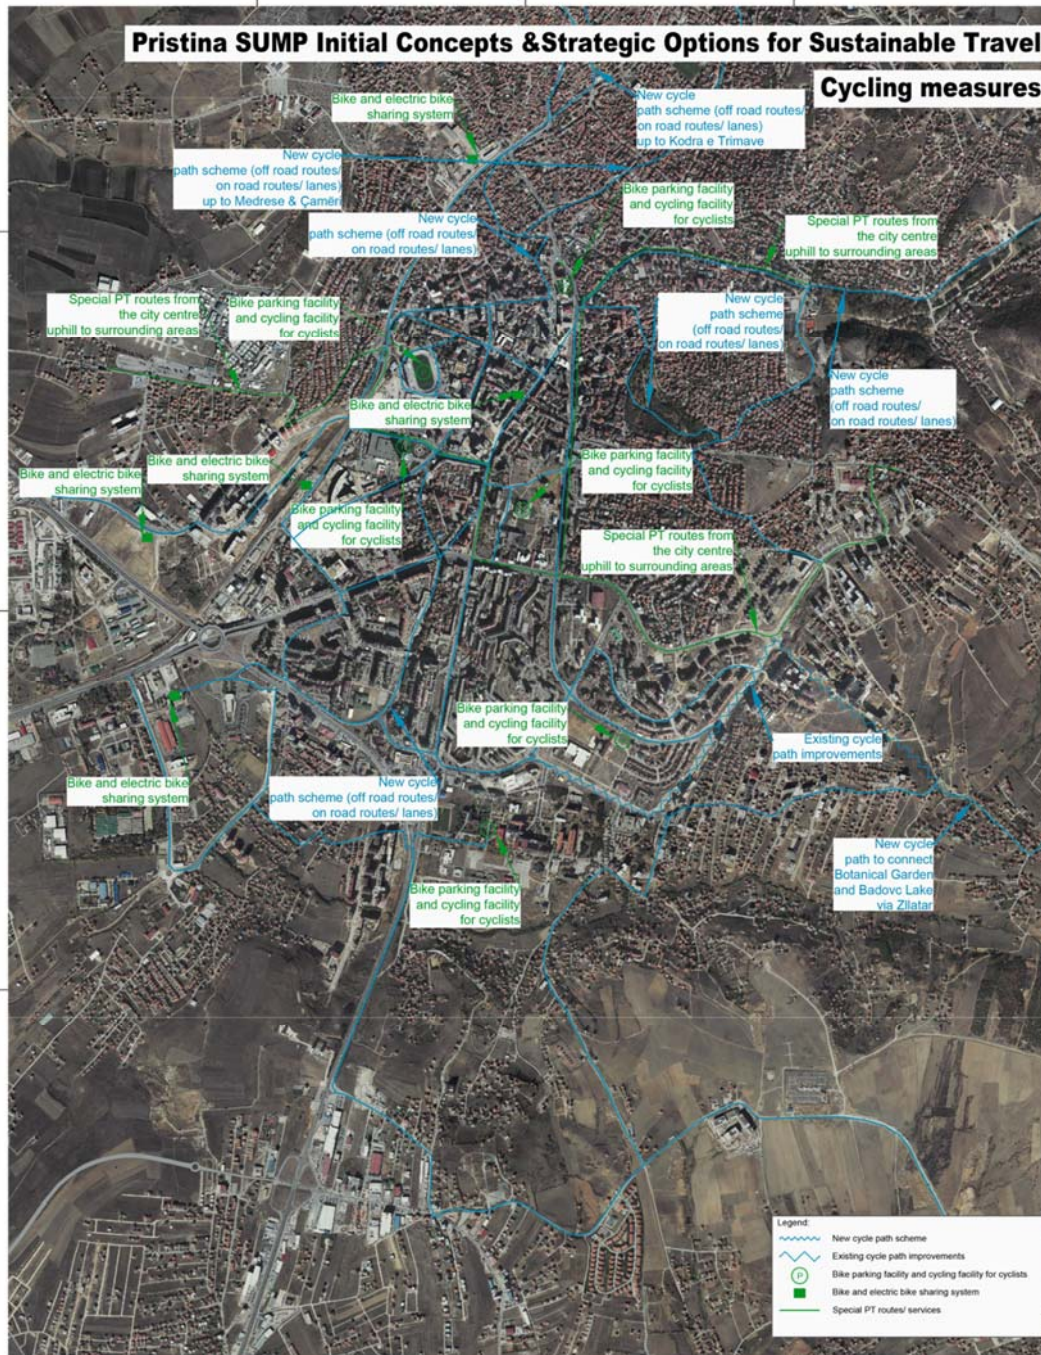 Pristina SUMP Initial Concepts &Strategic Options for Sustainable Travel
Cycling measures
Bike and electric bike
sharing system
New cycle
path scheme (off road routes/
on road routes/ lanes)
up to Kodra e Trimave
New cycle
path scheme (off road routes/
on road routes/ lanes)
up to Medrese & Çamëri
Bike parking facility
and cycling facility
for cyclists
New cycle
path scheme (off road routes/
on road routes/ lanes)
Special PT routes from
the city centre
uphill to surrounding areas
Special PT routes from
the city centre
uphill to surrounding areas
Bike parking facility
and cycling facility
for cyclists
New cycle
path scheme
(off road routes/
on road routes/ lanes)
New cycle
path scheme
(off road routes/
on road routes/ lanes)
Bike and electric bike
sharing system
Bike and electric bike
sharing system
Bike and electric bike
sharing system
Bike parking facility
and cycling facility
for cyclists
Bike parking facility
and cycling facility
for cyclists
Special PT routes from
the city centre
uphill to surrounding areas
Bike parking facility
and cycling facility
for cyclists
Existing cycle
path improvements
Bike and electric bike
sharing system
New cycle
path scheme (off road routes/
on road routes/ lanes)
New cycle
path to connect
Botanical Garden
and Badovc Lake
via Zllatar
Bike parking facility
and cycling facility
for cyclists
Legend:
New cycle path scheme
Existing cycle path improvements
P
Bike parking facility and cycling facility for cyclists
Bike and electric bike sharing system
Special PT routes/ services